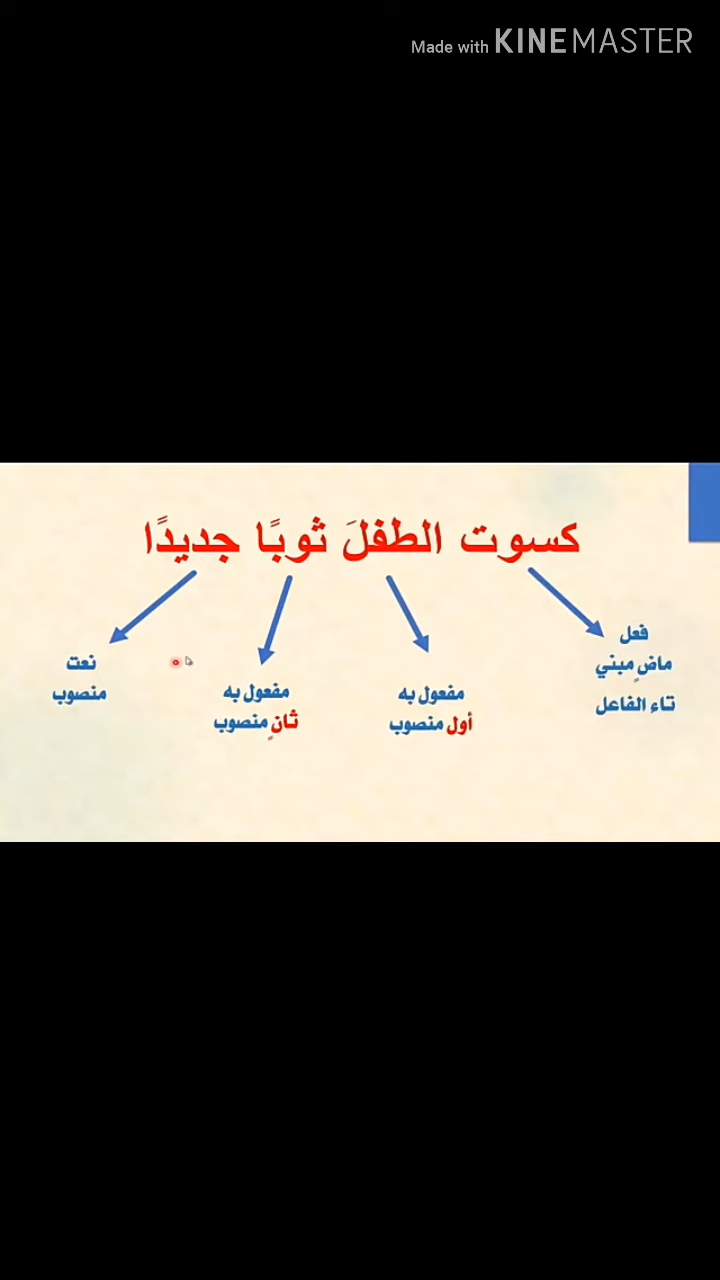 Made with KINEMASTER
كسوت الطفلَ ثوبًا جديدًا
فعل
ماضٍ مبني
تاء الفاعل
مفعول به
أول منصوب
مفعول به
ثانٍ منصوب
نعت
منصوب